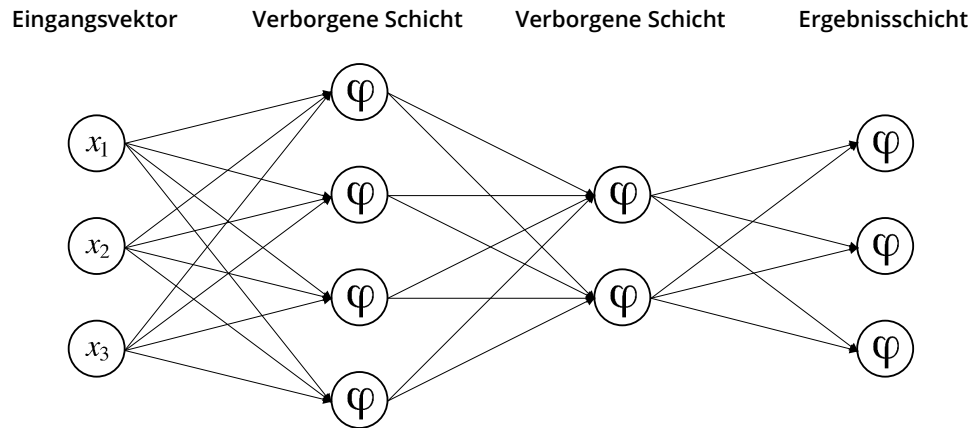 Eingangsvektor Verborgene Schicht Verborgene Schicht Ergebnisschicht
φ
x₁ φ
φ φ
x₂ φ
φ φ
x₃ φ
φ